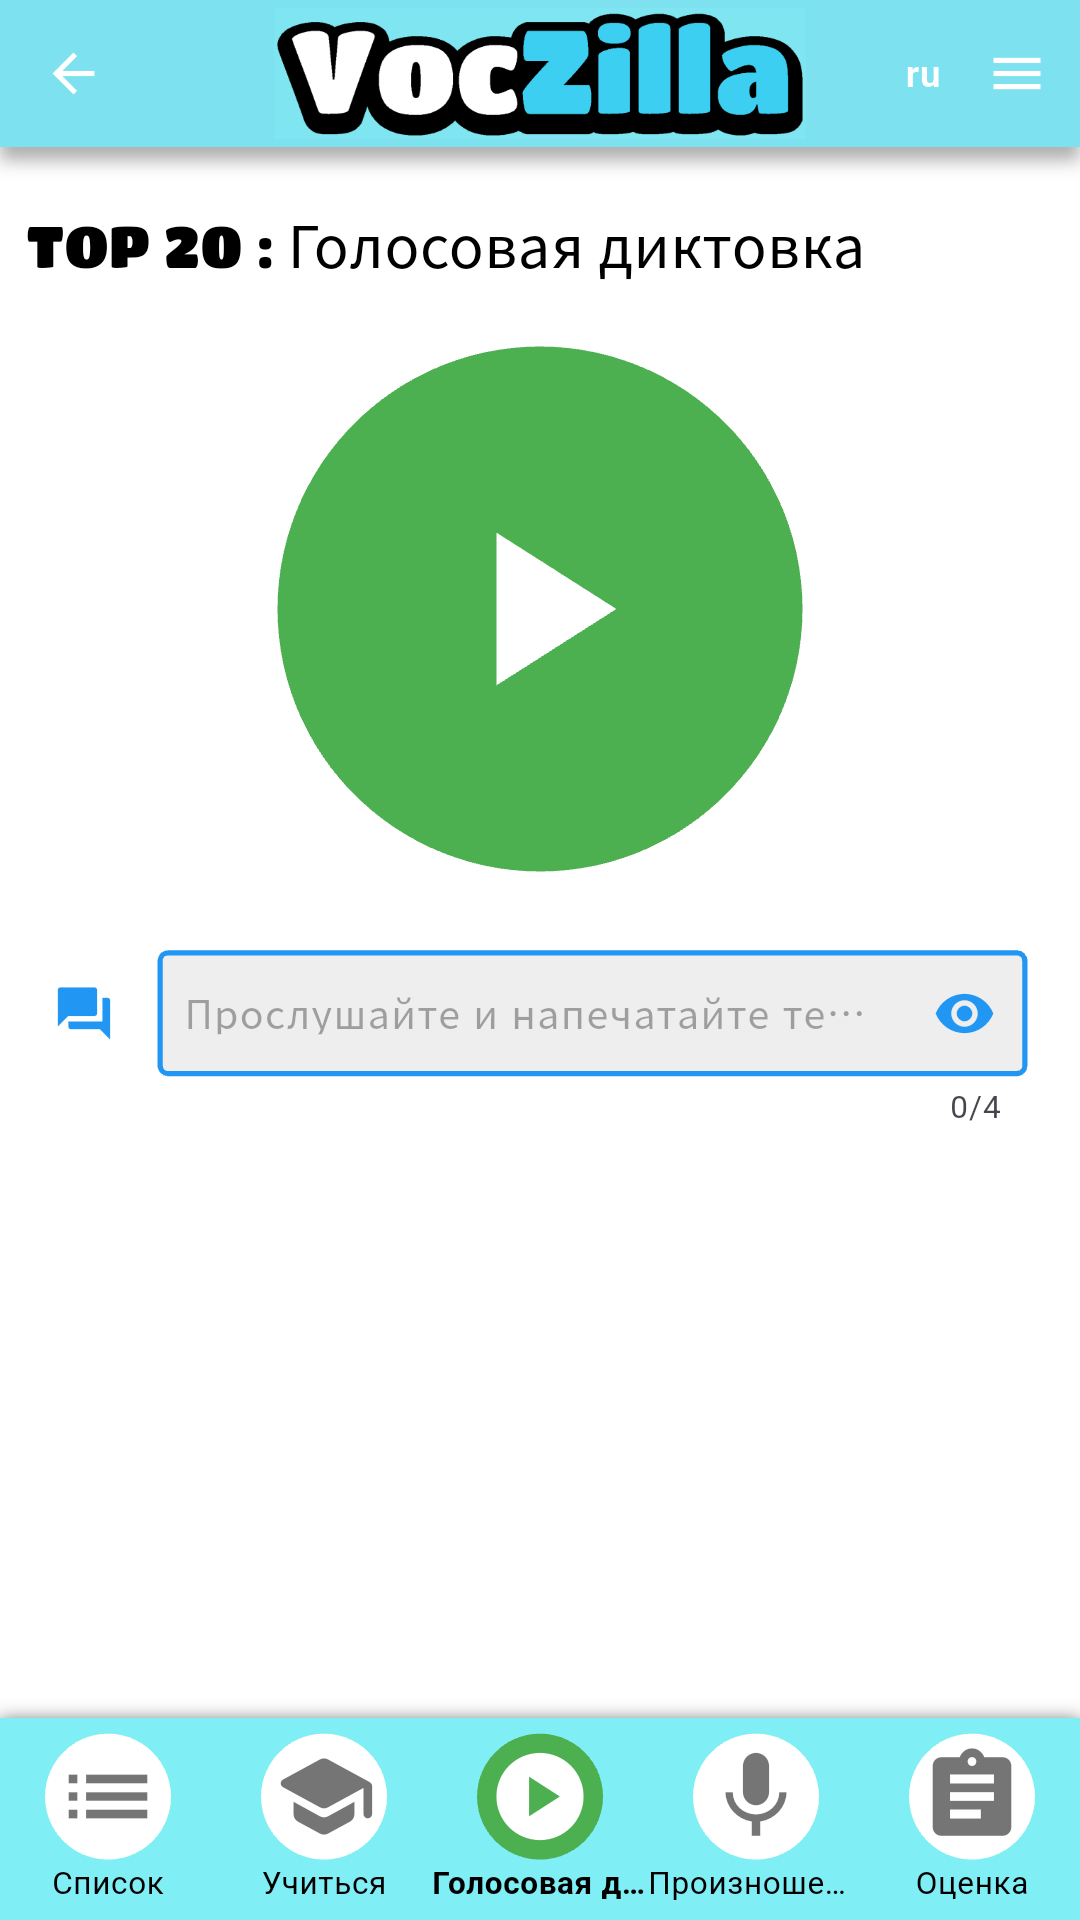 VocZilla
ru
TOP 20 : Голосовая диктовка
Прослушайте и напечатайте те...
0/4
Список
Учиться
Голосовая д...
Произноше...
Оценка